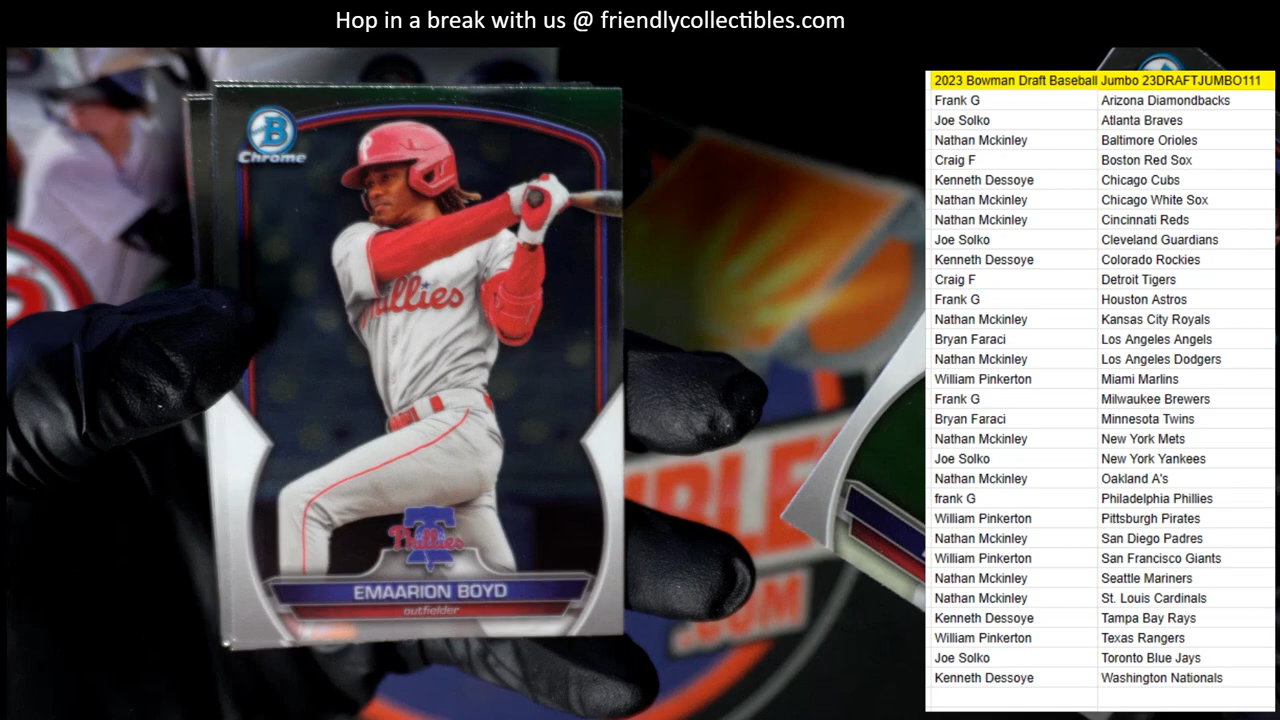 Hop in a break with us @ friendlycollectibles.com
B
Chrome
P
Phillies
Phillies
EMAARION BOYD
outfielder
.COM
2023 Bowman Draft Baseball Jumbo 23DRAFTJUMBO111
Frank G Arizona Diamondbacks
Joe Solko Atlanta Braves
Nathan Mckinley Baltimore Orioles
Craig F Boston Red Sox
Kenneth Dessoye Chicago Cubs
Nathan Mckinley Chicago White Sox
Nathan Mckinley Cincinnati Reds
Joe Solko Cleveland Guardians
Kenneth Dessoye Colorado Rockies
Craig F Detroit Tigers
Frank G Houston Astros
Nathan Mckinley Kansas City Royals
Bryan Faraci Los Angeles Angels
Nathan Mckinley Los Angeles Dodgers
William Pinkerton Miami Marlins
Frank G Milwaukee Brewers
Bryan Faraci Minnesota Twins
Nathan Mckinley New York Mets
Joe Solko New York Yankees
Nathan Mckinley Oakland A's
frank G Philadelphia Phillies
William Pinkerton Pittsburgh Pirates
Nathan Mckinley San Diego Padres
William Pinkerton San Francisco Giants
Nathan Mckinley Seattle Mariners
Nathan Mckinley St. Louis Cardinals
Kenneth Dessoye Tampa Bay Rays
William Pinkerton Texas Rangers
Joe Solko Toronto Blue Jays
Kenneth Dessoye Washington Nationals